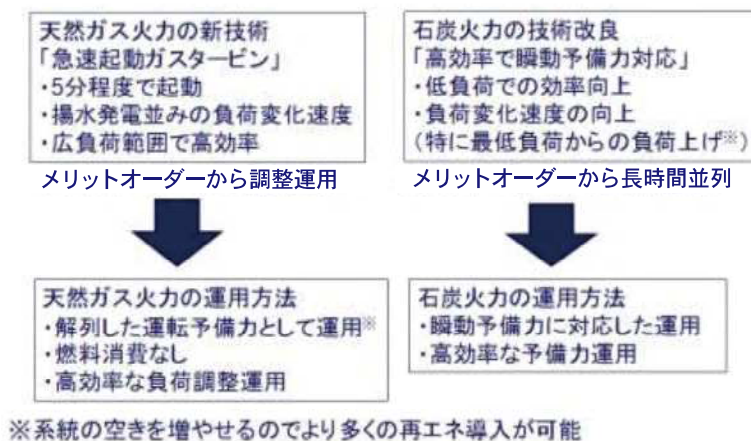 天然ガス火力の新技術
「急速起動ガスタービン」
・5分程度で起動
・揚水発電並みの負荷変化速度
・広負荷範囲で高効率
メリットオーダーから調整運用
石炭火力の技術改良
「高効率で瞬動予備力対応」
・低負荷での効率向上
・負荷変化速度の向上
(特に最低負荷からの負荷上げ※)
メリットオーダーから長時間並列
天然ガス火力の運用方法
・解列した運転予備力として運用※
・燃料消費なし
・高効率な負荷調整運用
石炭火力の運用方法
・瞬動予備力に対応した運用
・高効率な予備力運用
※系統の空きを増やせるのでより多くの再エネ導入が可能